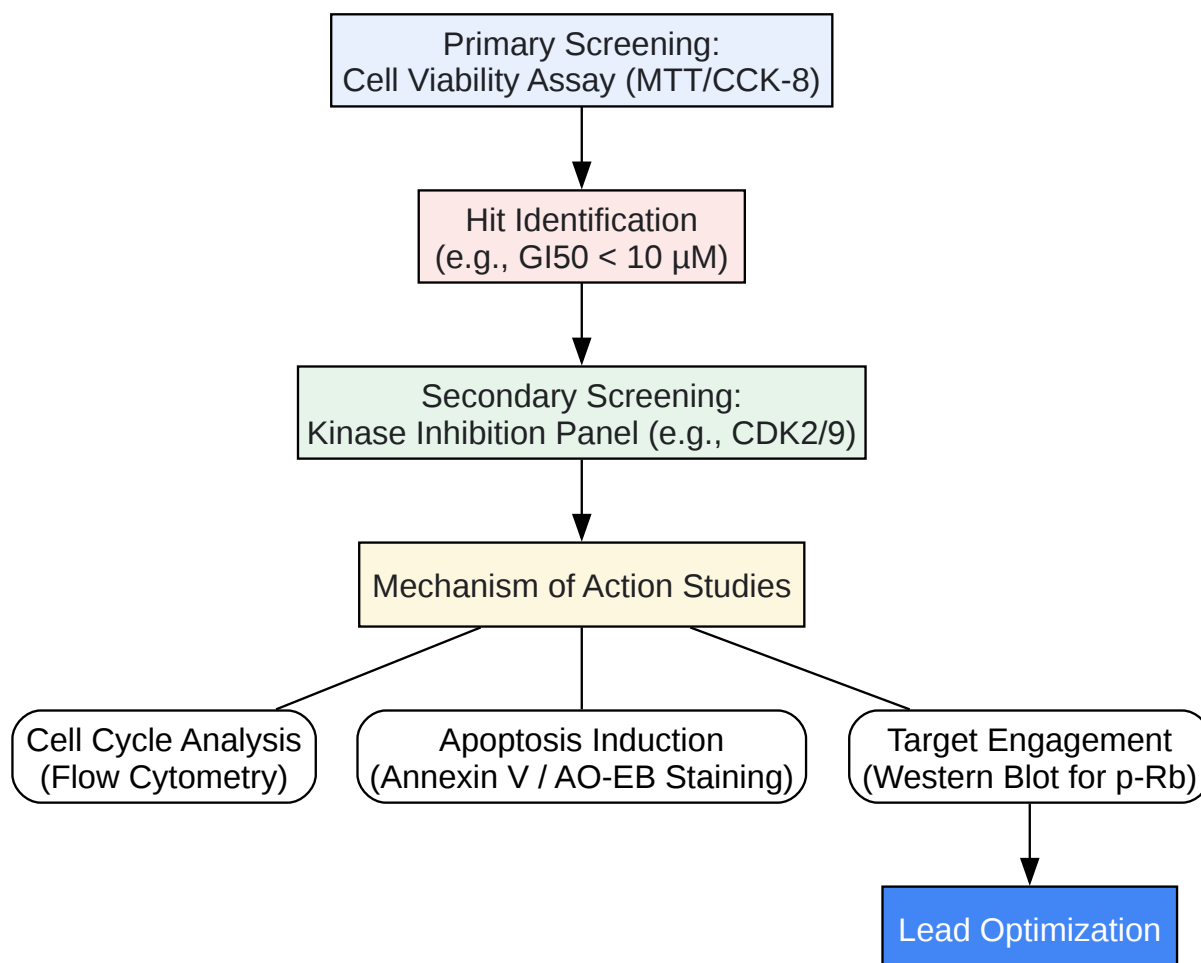 Primary Screening:
Cell Viability Assay (MTT/CCK-8)
Hit Identification
(e.g., GI50 < 10 µM)
Secondary Screening:
Kinase Inhibition Panel (e.g., CDK2/9)
Mechanism of Action Studies
Cell Cycle Analysis
(Flow Cytometry)
Apoptosis Induction
(Annexin V / AO-EB Staining)
Target Engagement
(Western Blot for p-Rb)
Lead Optimization